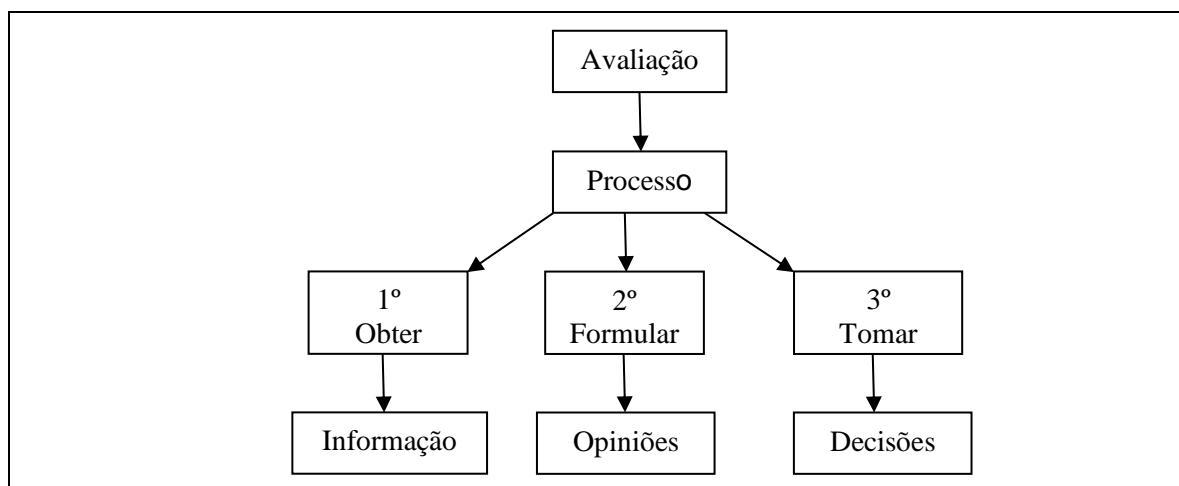 Avaliação
Processo
1º
Obter
2º
Formular
3º
Tomar
Informação
Opiniões
Decisões